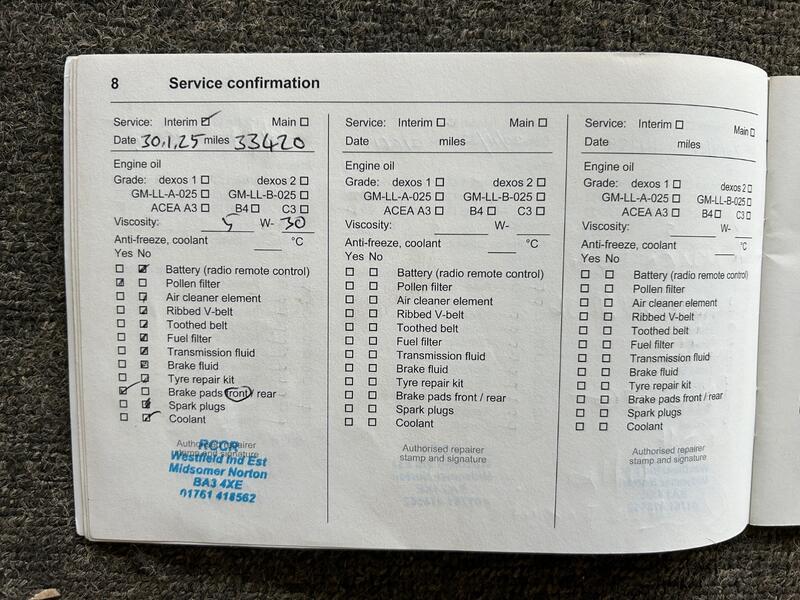 8 Service confirmation
Service: Interim Main
Date 30.1.25 miles 33420
Engine oil
Grade: dexos 1 dexos 2
GM-LL-A-025 GM-LL-B-025
ACEA A3 B4 C3
Viscosity: 5 W- 30
Anti-freeze, coolant °C
Yes No
Battery (radio remote control)
Pollen filter
Air cleaner element
Ribbed V-belt
Toothed belt
Fuel filter
Transmission fluid
Brake fluid
Tyre repair kit
Brake pads front / rear
Spark plugs
Coolant
Authorised repairer
stamp and signature
RCCR
Westfield Ind Est
Midsomer Norton
BA3 4XE
01761 418562
Service: Interim Main
Date miles
Engine oil
Grade: dexos 1 dexos 2
GM-LL-A-025 GM-LL-B-025
ACEA A3 B4 C3
Viscosity: W-
Anti-freeze, coolant °C
Yes No
Battery (radio remote control)
Pollen filter
Air cleaner element
Ribbed V-belt
Toothed belt
Fuel filter
Transmission fluid
Brake fluid
Tyre repair kit
Brake pads front / rear
Spark plugs
Coolant
Authorised repairer
stamp and signature
Service: Interim Main
Date miles
Engine oil
Grade: dexos 1 dexos 2
GM-LL-A-025 GM-LL-B-025
ACEA A3 B4 C3
Viscosity: W-
Anti-freeze, coolant °C
Yes No
Battery (radio remote control)
Pollen filter
Air cleaner element
Ribbed V-belt
Toothed belt
Fuel filter
Transmission fluid
Brake fluid
Tyre repair kit
Brake pads front / rear
Spark plugs
Coolant
Authorised repairer
stamp and signature